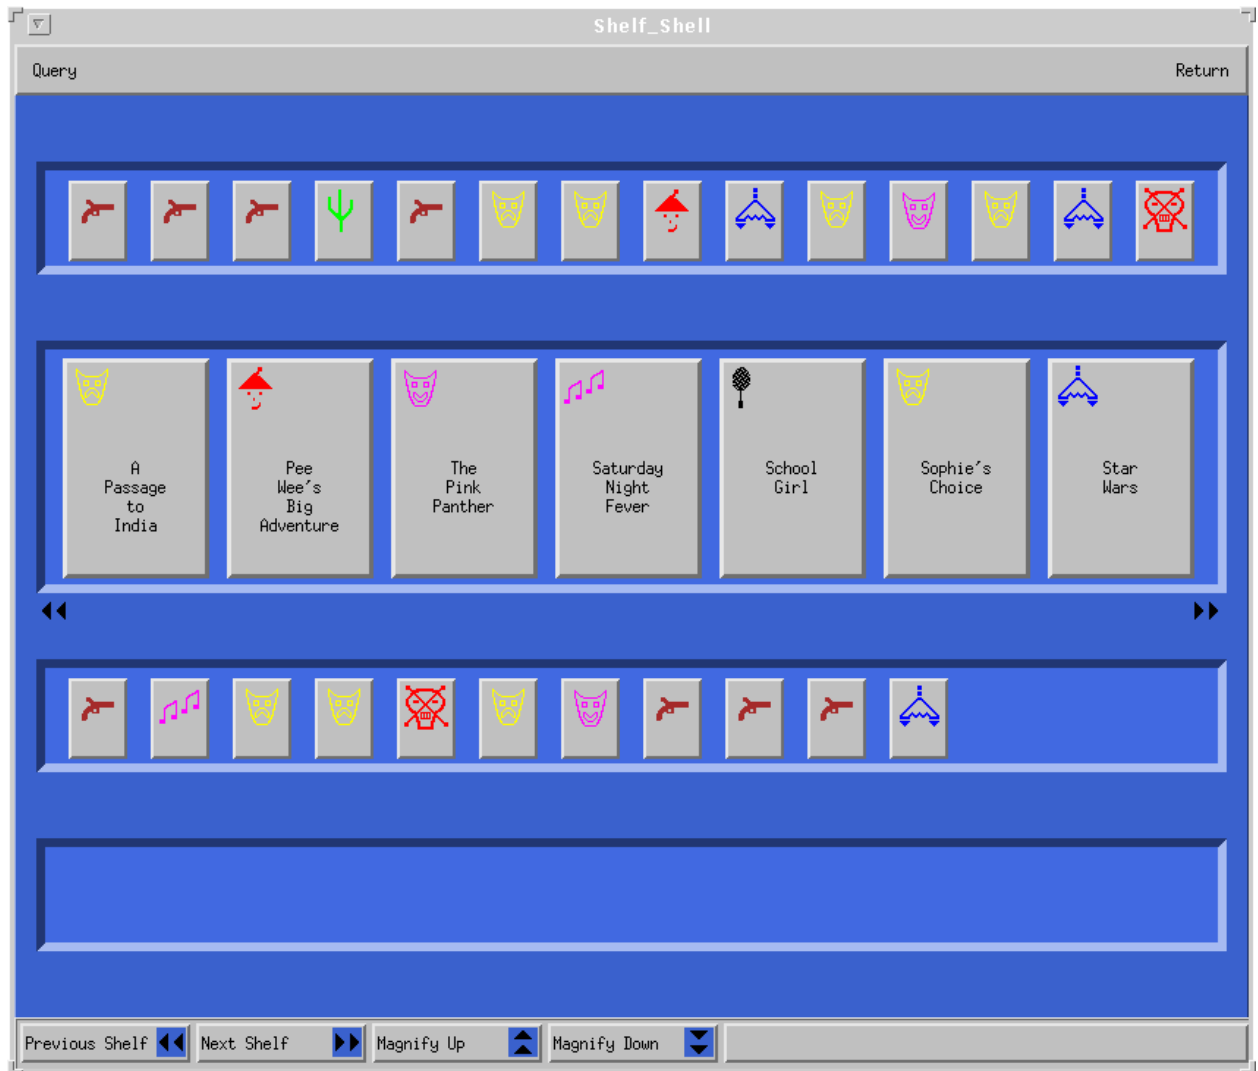 Shelf_Shell
Query
Return
A
Passage
to
India
Pee
Wee's
Big
Adventure
The
Pink
Panther
Saturday
Night
Fever
School
Girl
Sophie's
Choice
Star
Wars
Previous Shelf
Next Shelf
Magnify Up
Magnify Down